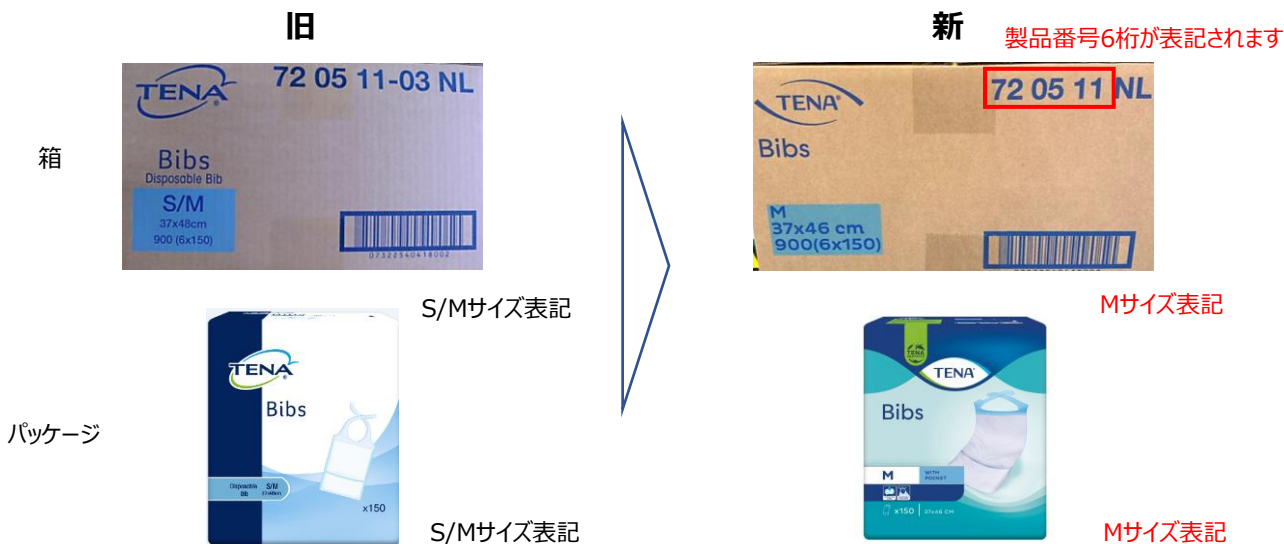 旧
新
製品番号6桁が表記されます
箱
TENA
72 05 11-03 NL
Bibs
Disposable Bib
S/M
37x48cm
900 (6x150)
07322540418002
S/Mサイズ表記
TENA
72 05 11 NL
Bibs
M
37x46 cm
900(6x150)
Mサイズ表記
パッケージ
TENA
Bibs
Disposable Bib
S/M
37x48cm
x150
S/Mサイズ表記
TENA
Bibs
M
WITH
POCKET
x150
37x46 CM
Mサイズ表記